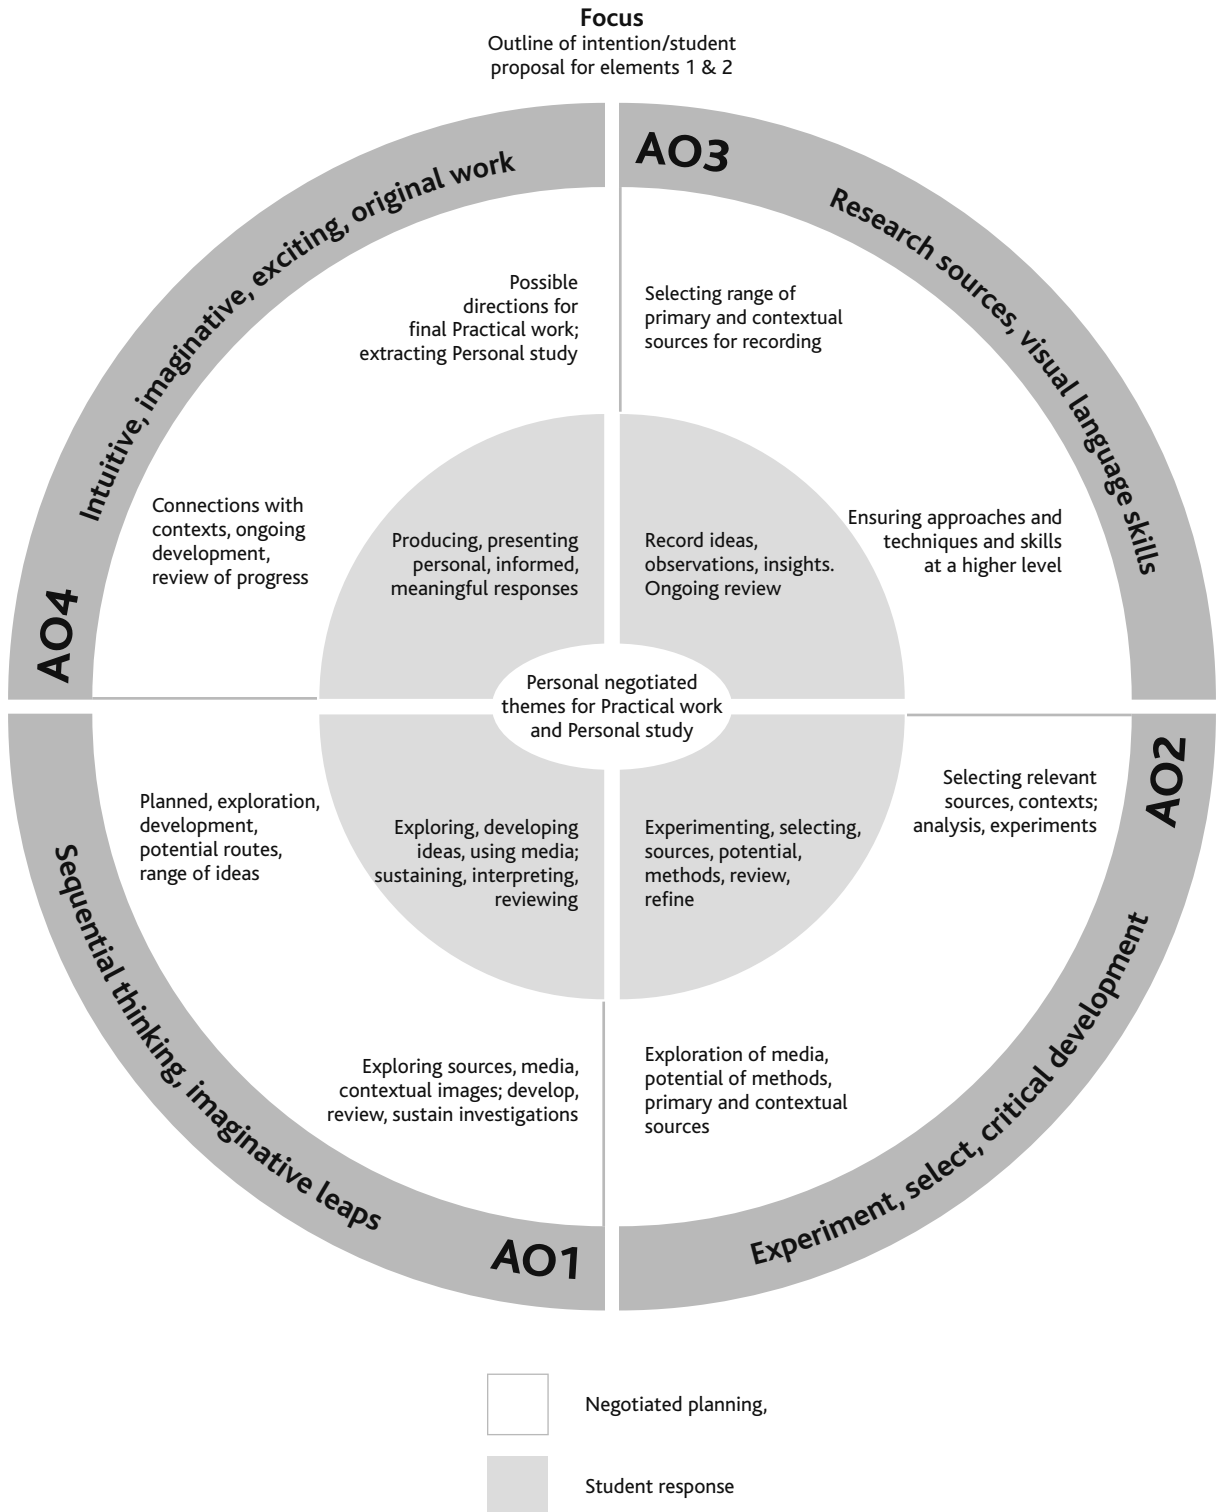 Focus
Outline of intention/student
proposal for elements 1 & 2
AO3
Research sources, visual language skills
Selecting range of
primary and contextual
sources for recording
Ensuring approaches and
techniques and skills
at a higher level
Record ideas,
observations, insights.
Ongoing review
AO4
Intuitive, imaginative, exciting, original work
Possible
directions for
final Practical work;
extracting Personal study
Connections with
contexts, ongoing
development,
review of progress
Producing, presenting
personal, informed,
meaningful responses
Personal negotiated
themes for Practical work
and Personal study
AO1
Sequential thinking, imaginative leaps
Planned, exploration,
development,
potential routes,
range of ideas
Exploring, developing
ideas, using media;
sustaining, interpreting,
reviewing
Exploring sources, media,
contextual images; develop,
review, sustain investigations
AO2
Experiment, select, critical development
Selecting relevant
sources, contexts;
analysis, experiments
Experimenting, selecting,
sources, potential,
methods, review,
refine
Exploration of media,
potential of methods,
primary and contextual
sources
Negotiated planning,
Student response